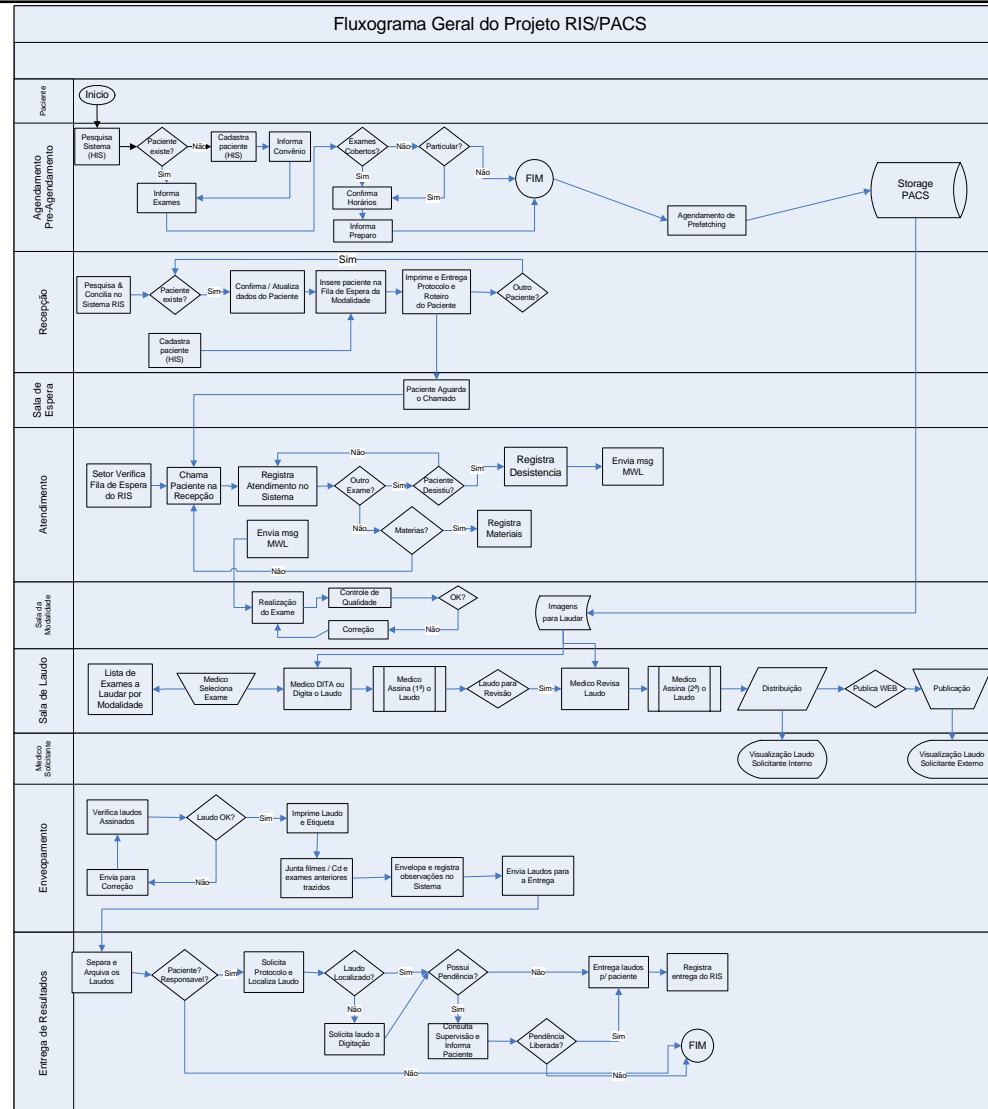 Fluxograma Geral do Projeto RIS/PACS
Paciente
Inicio
Agendamento
Pre-Agendamento
Pesquisa
Sistema
(HIS)
Paciente
existe?
Não
Cadastra
paciente
(HIS)
Informa
Convênio
Sim
Informa
Exames
Exames
Cobertos?
Não
Particular?
Não
Sim
Sim
Confirma
Horários
Informa
Preparo
FIM
Agendamento de
Prefetching
Storage
PACS
Recepção
Sim
Pesquisa &
Concilia no
Sistema RIS
Paciente
existe?
Sim
Confirma / Atualiza
dados do Paciente
Insere paciente na
Fila de Espera da
Modalidade
Imprime e Entrega
Protocolo e
Roteiro
do Paciente
Outro
Paciente?
Cadastra
paciente
(HIS)
Sala de
Espera
Paciente Aguarda
o Chamado
Atendimento
Setor Verifica
Fila de Espera
do RIS
Chama
Paciente na
Recepção
Registra
Atendimento no
Sistema
Não
Outro
Exame?
Sim
Paciente
Desistiu?
Sim
Registra
Desistencia
Envia msg
MWL
Envia msg
MWL
Não
Materias?
Sim
Registra
Materiais
Não
Sala da
Modalidade
Realização
do Exame
Controle de
Qualidade
OK?
Correção
Não
Imagens
para Laudar
Sala de Laudo
Lista de
Exames a
Laudar por
Modalidade
Medico
Seleciona
Exame
Medico DITA ou
Digita o Laudo
Medico
Assina (1ª) o
Laudo
Laudo para
Revisão
Sim
Medico Revisa
Laudo
Medico
Assina (2ª) o
Laudo
Distribuição
Publica WEB
Publicação
Medico
Solicitante
Visualização Laudo
Solicitante Interno
Visualização Laudo
Solicitante Externo
Enveopamento
Verifica laudos
Assinados
Laudo OK?
Sim
Imprime Laudo
e Etiqueta
Envia para
Correção
Não
Junta filmes / Cd e
exames anteriores
trazidos
Envelopa e registra
observações no
Sistema
Envia Laudos para
a Entrega
Entrega de Resultados
Separa e
Arquiva os
Laudos
Paciente?
Responsavel?
Sim
Solicita
Protocolo e
Localiza Laudo
Laudo
Localizado?
Sim
Possui
Pendência?
Não
Entrega laudos
p/ paciente
Registra
entrega do RIS
Não
Solicita laudo a
Digitação
Sim
Consulta
Supervisão e
Informa
Paciente
Pendência
Liberada?
Sim
FIM
Não
Não